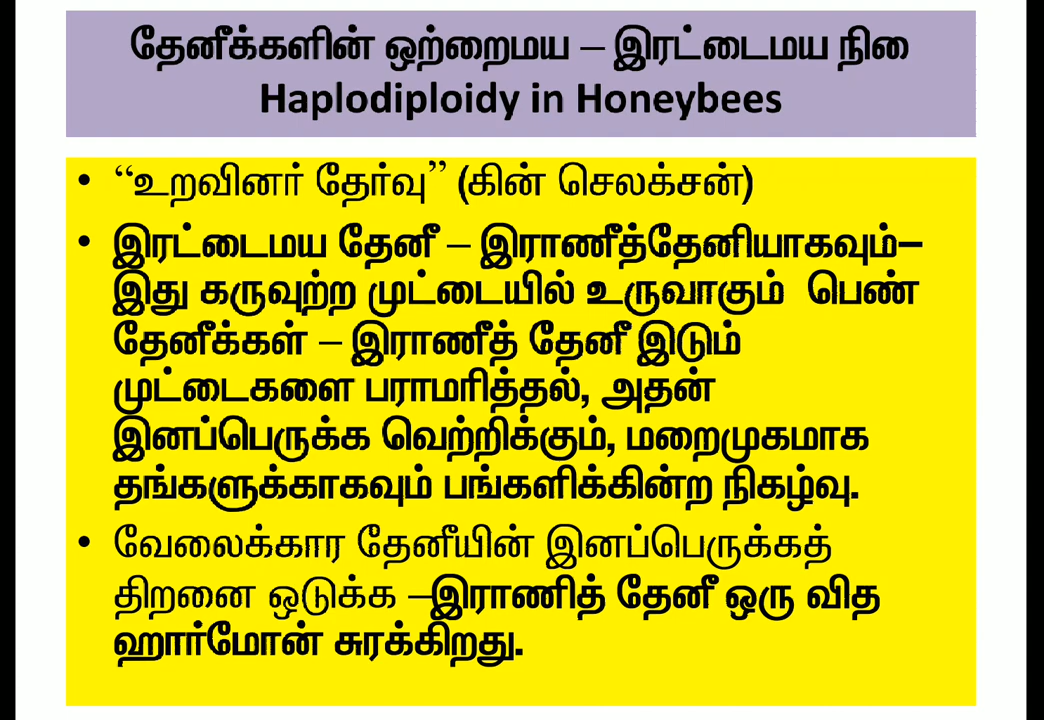 தேனீக்களின் ஒற்றைமய – இரட்டைமய நிலை
Haplodiploidy in Honeybees
• “உறவினர் தேர்வு” (கின் செலக்சன்)
• இரட்டைமய தேனீ – இராணீத்தேனியாகவும்–
இது கருவுற்ற முட்டையில் உருவாகும் பெண்
தேனீக்கள் – இராணீத் தேனீ இடும்
முட்டைகளை பராமரித்தல், அதன்
இனப்பெருக்க வெற்றிக்கும், மறைமுகமாக
தங்களுக்காகவும் பங்களிக்கின்ற நிகழ்வு.
• வேலைக்கார தேனீயின் இனப்பெருக்கத்
திறனை ஒடுக்க –இராணித் தேனீ ஒரு வித
ஹார்மோன் சுரக்கிறது.